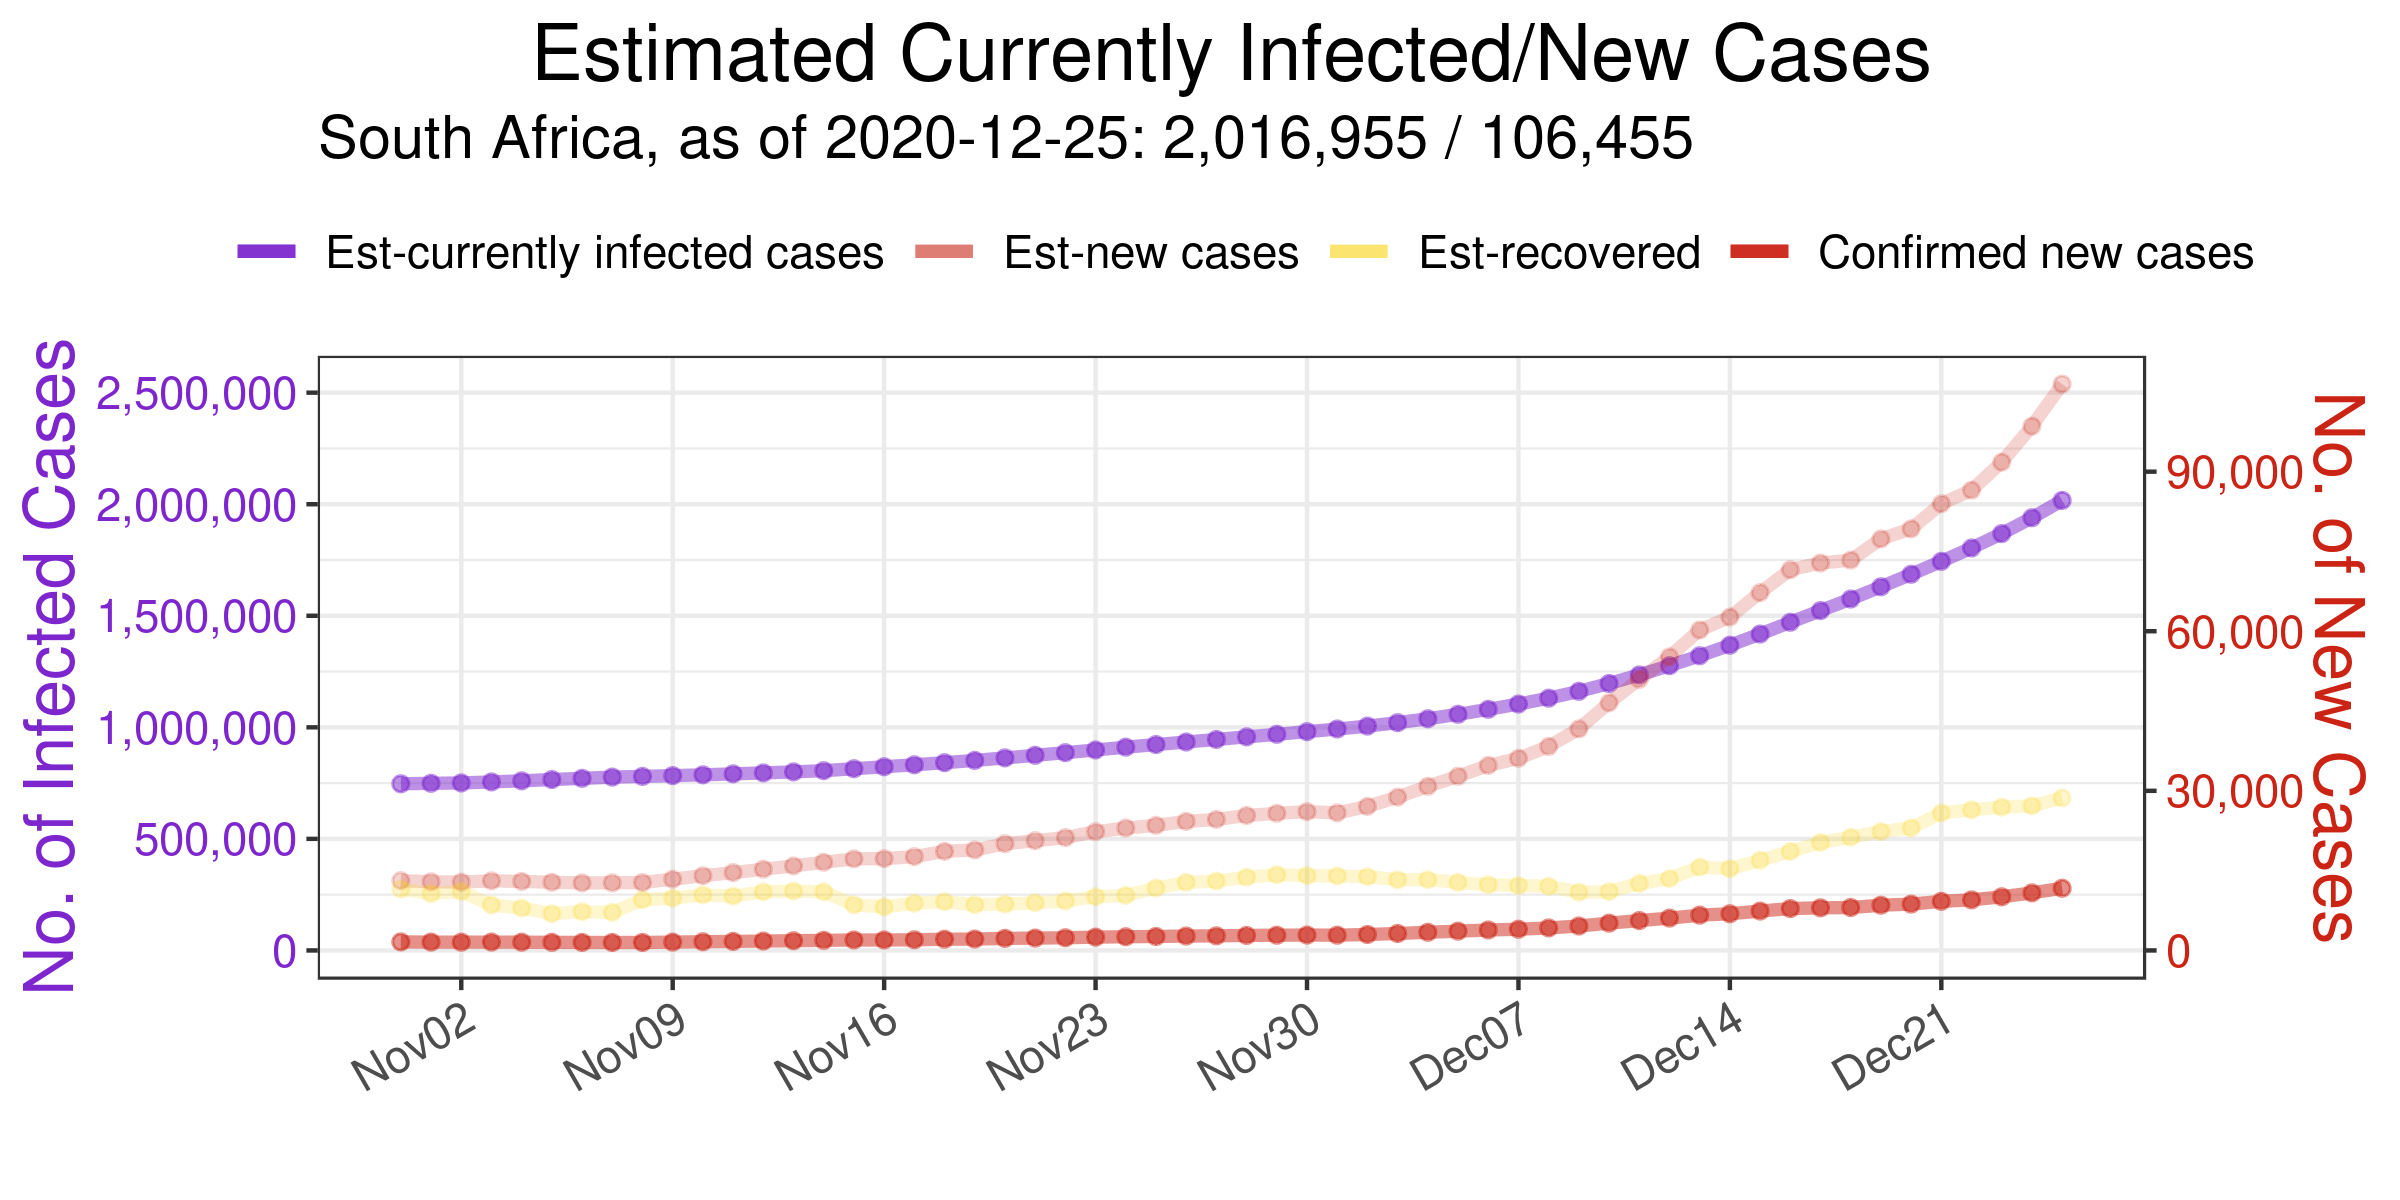 Estimated Currently Infected/New Cases
South Africa, as of 2020-12-25: 2,016,955 / 106,455
Est-currently infected cases Est-new cases Est-recovered Confirmed new cases
No. of Infected Cases
2,500,000
2,000,000
1,500,000
1,000,000
500,000
0
90,000
60,000
30,000
0
No. of New Cases
Nov02 Nov09 Nov16 Nov23 Nov30 Dec07 Dec14 Dec21